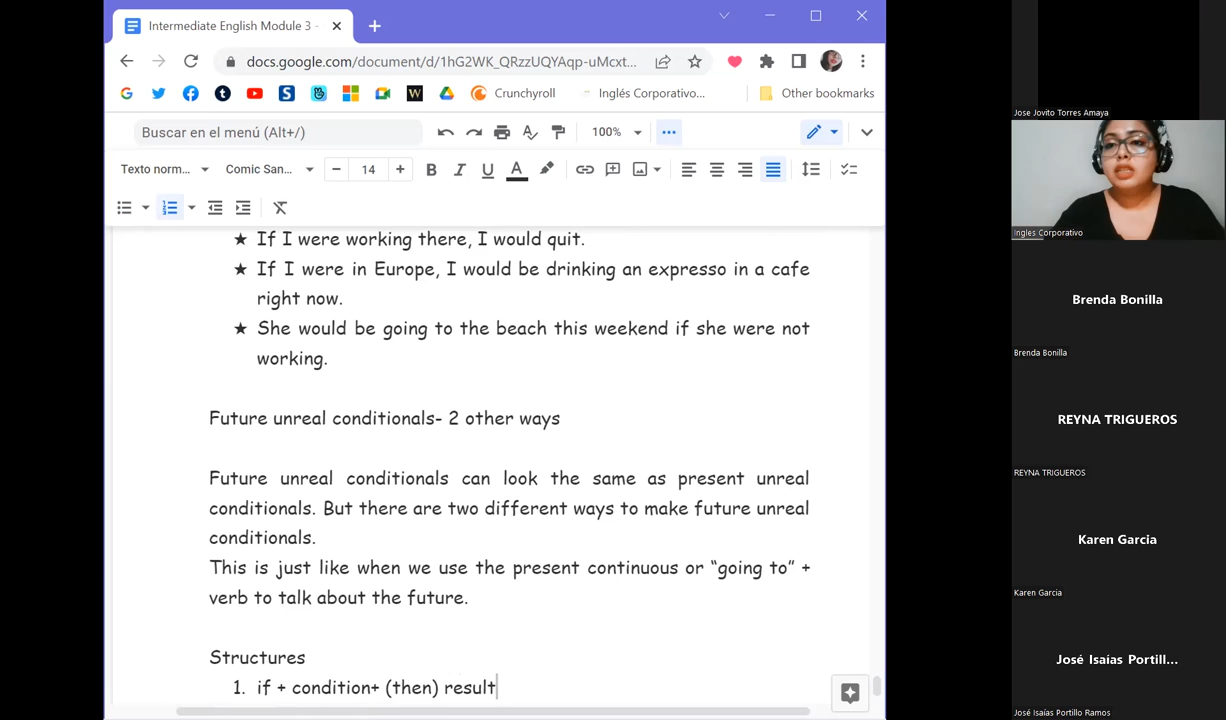 Intermediate English Module 3 -
docs.google.com/document/d/1hG2WK_QRzzUQYAqp-uMcxt...
Crunchyroll
Inglés Corporativo...
Other bookmarks
Buscar en el menú (Alt+/)
100%
Texto norm...
Comic San...
14
B I U A
★ If I were working there, I would quit.
★ If I were in Europe, I would be drinking an expresso in a cafe
right now.
★ She would be going to the beach this weekend if she were not
working.
Future unreal conditionals- 2 other ways
Future unreal conditionals can look the same as present unreal
conditionals. But there are two different ways to make future unreal
conditionals.
This is just like when we use the present continuous or “going to” +
verb to talk about the future.
Structures
1. if + condition+ (then) result
Jose Jovito Torres Amaya
Ingles Corporativo
Brenda Bonilla
Brenda Bonilla
REYNA TRIGUEROS
REYNA TRIGUEROS
Karen García
Karen Garcia
José Isaías Portill...
José Isaías Portillo Ramos